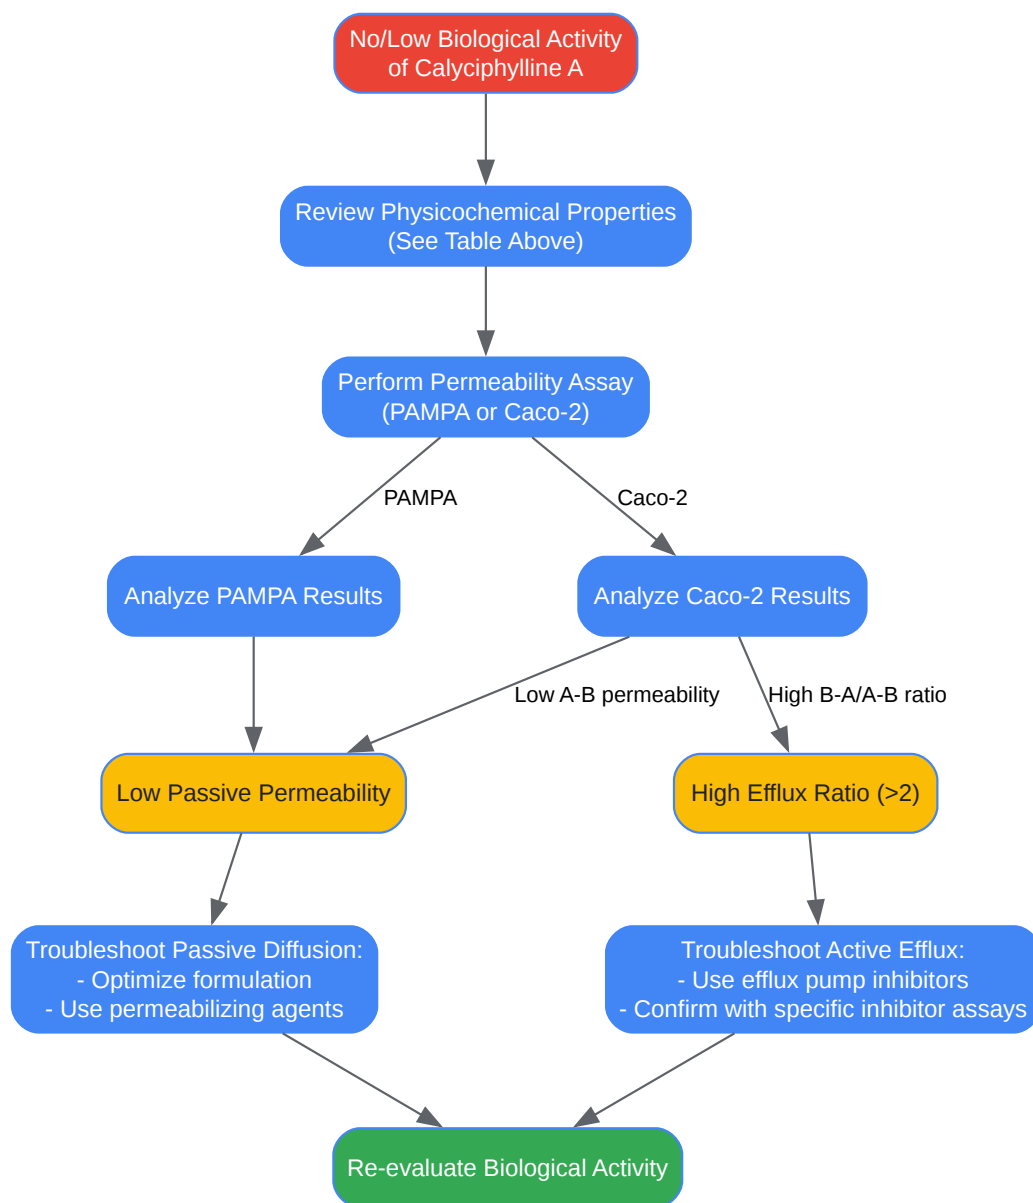 No/Low Biological Activity
of Calyciphylline A
Review Physicochemical Properties
(See Table Above)
Perform Permeability Assay
(PAMPA or Caco-2)
PAMPA
Caco-2
Analyze PAMPA Results
Analyze Caco-2 Results
Low A-B permeability
High B-A/A-B ratio
Low Passive Permeability
High Efflux Ratio (>2)
Troubleshoot Passive Diffusion:
- Optimize formulation
- Use permeabilizing agents
Troubleshoot Active Efflux:
- Use efflux pump inhibitors
- Confirm with specific inhibitor assays
Re-evaluate Biological Activity